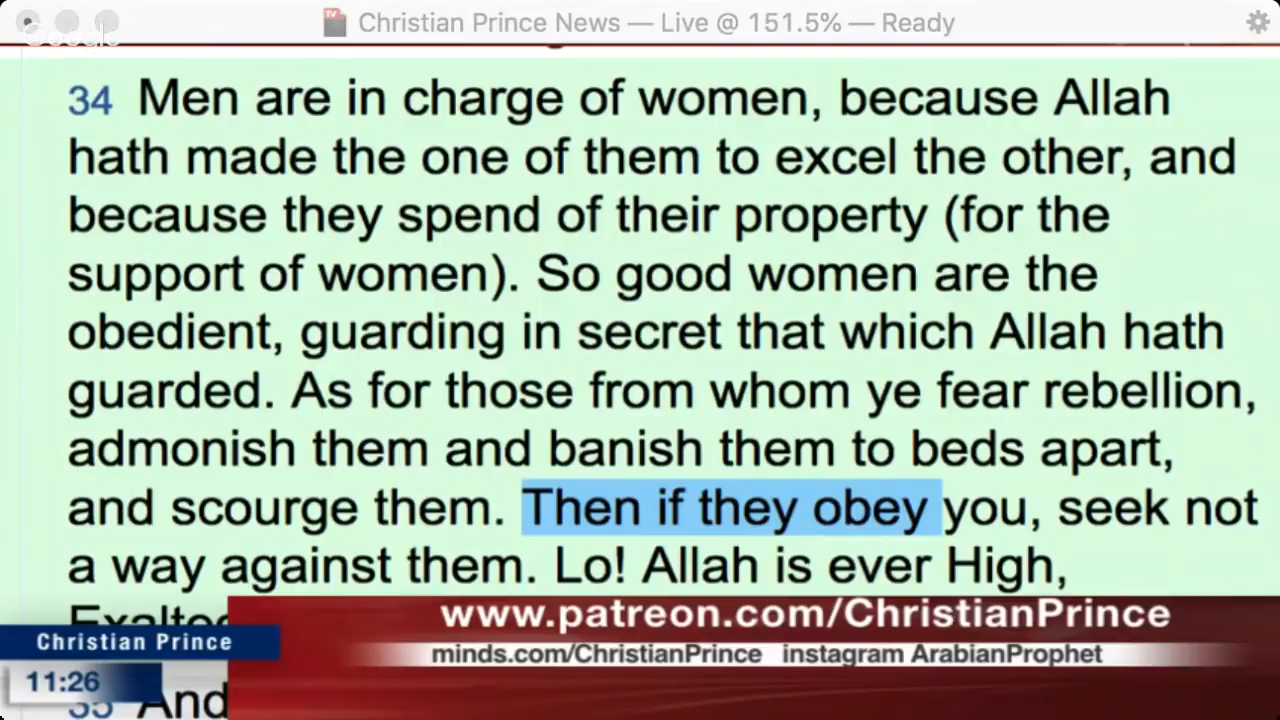 Christian Prince News — Live @ 151.5% — Ready
Google
34 Men are in charge of women, because Allah
hath made the one of them to excel the other, and
because they spend of their property (for the
support of women). So good women are the
obedient, guarding in secret that which Allah hath
guarded. As for those from whom ye fear rebellion,
admonish them and banish them to beds apart,
and scourge them. Then if they obey you, seek not
a way against them. Lo! Allah is ever High,
www.patreon.com/ChristianPrince
Christian Prince
minds.com/ChristianPrince instagram ArabianProphet
11:26
35 And